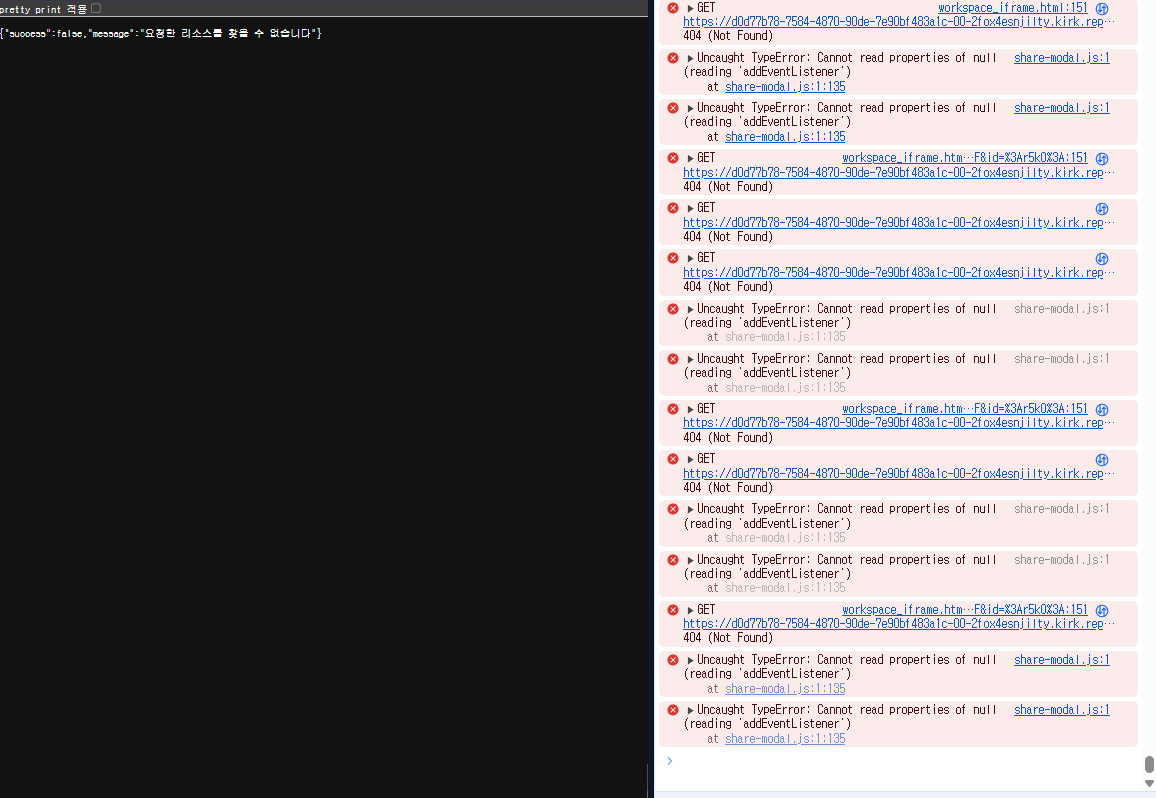 pretty print 적용
{"success":false,"message":"요청한 리소스를 찾을 수 없습니다"}
GET workspace_iframe.html:151
https://d0d77b78-7584-4870-90de-7e90bf483a1c-00-2fox4esnjilty.kirk.rep…
404 (Not Found)
Uncaught TypeError: Cannot read properties of null share-modal.js:1
(reading 'addEventListener')
at share-modal.js:1:135
Uncaught TypeError: Cannot read properties of null share-modal.js:1
(reading 'addEventListener')
at share-modal.js:1:135
GET workspace_iframe.htm…F&id=%3Ar5k0%3A:151
https://d0d77b78-7584-4870-90de-7e90bf483a1c-00-2fox4esnjilty.kirk.rep…
404 (Not Found)
GET
https://d0d77b78-7584-4870-90de-7e90bf483a1c-00-2fox4esnjilty.kirk.rep…
404 (Not Found)
GET
https://d0d77b78-7584-4870-90de-7e90bf483a1c-00-2fox4esnjilty.kirk.rep…
404 (Not Found)
Uncaught TypeError: Cannot read properties of null share-modal.js:1
(reading 'addEventListener')
at share-modal.js:1:135
Uncaught TypeError: Cannot read properties of null share-modal.js:1
(reading 'addEventListener')
at share-modal.js:1:135
GET workspace_iframe.htm…F&id=%3Ar5k0%3A:151
https://d0d77b78-7584-4870-90de-7e90bf483a1c-00-2fox4esnjilty.kirk.rep…
404 (Not Found)
GET
https://d0d77b78-7584-4870-90de-7e90bf483a1c-00-2fox4esnjilty.kirk.rep…
404 (Not Found)
Uncaught TypeError: Cannot read properties of null share-modal.js:1
(reading 'addEventListener')
at share-modal.js:1:135
Uncaught TypeError: Cannot read properties of null share-modal.js:1
(reading 'addEventListener')
at share-modal.js:1:135
GET workspace_iframe.htm…F&id=%3Ar5k0%3A:151
https://d0d77b78-7584-4870-90de-7e90bf483a1c-00-2fox4esnjilty.kirk.rep…
404 (Not Found)
Uncaught TypeError: Cannot read properties of null share-modal.js:1
(reading 'addEventListener')
at share-modal.js:1:135
Uncaught TypeError: Cannot read properties of null share-modal.js:1
(reading 'addEventListener')
at share-modal.js:1:135